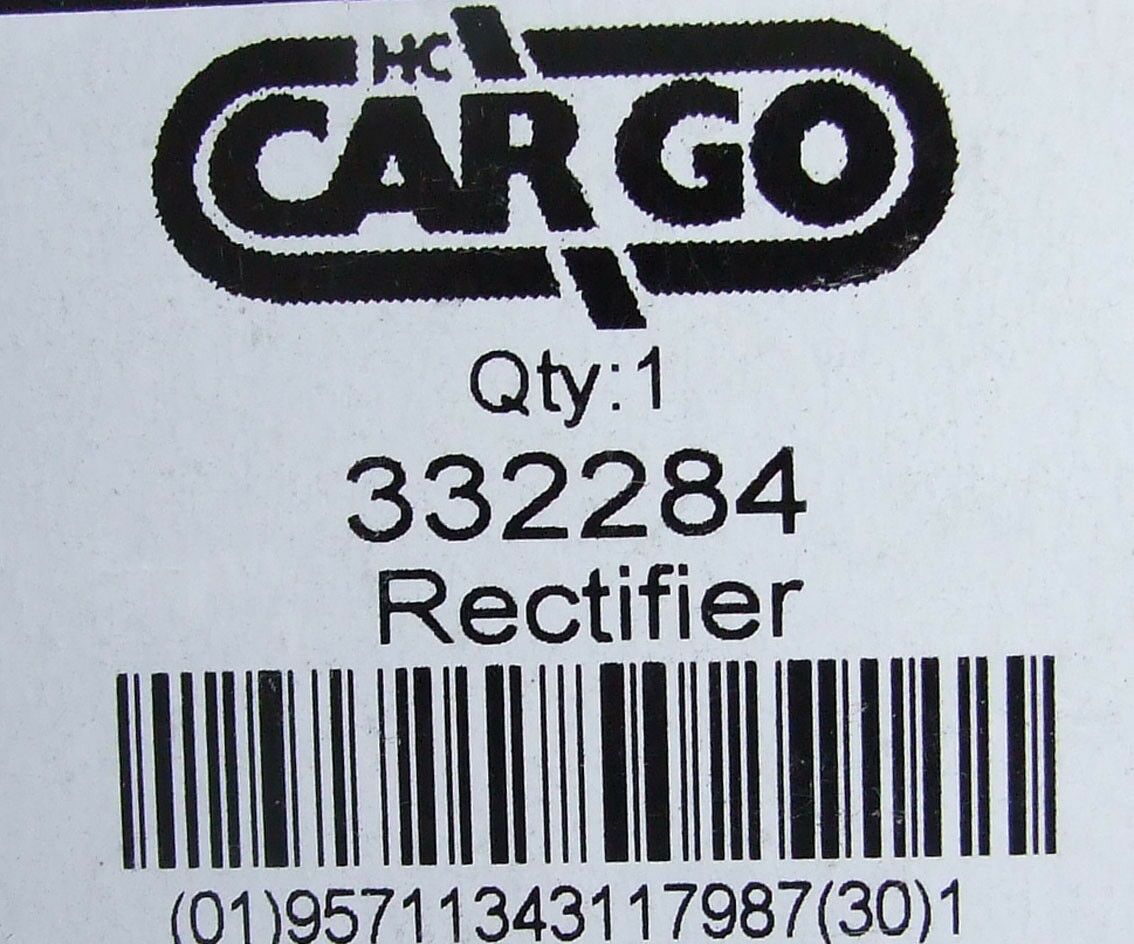 HC
CARGO
Qty:1
332284
Rectifier
(01)95711343117987(30)1